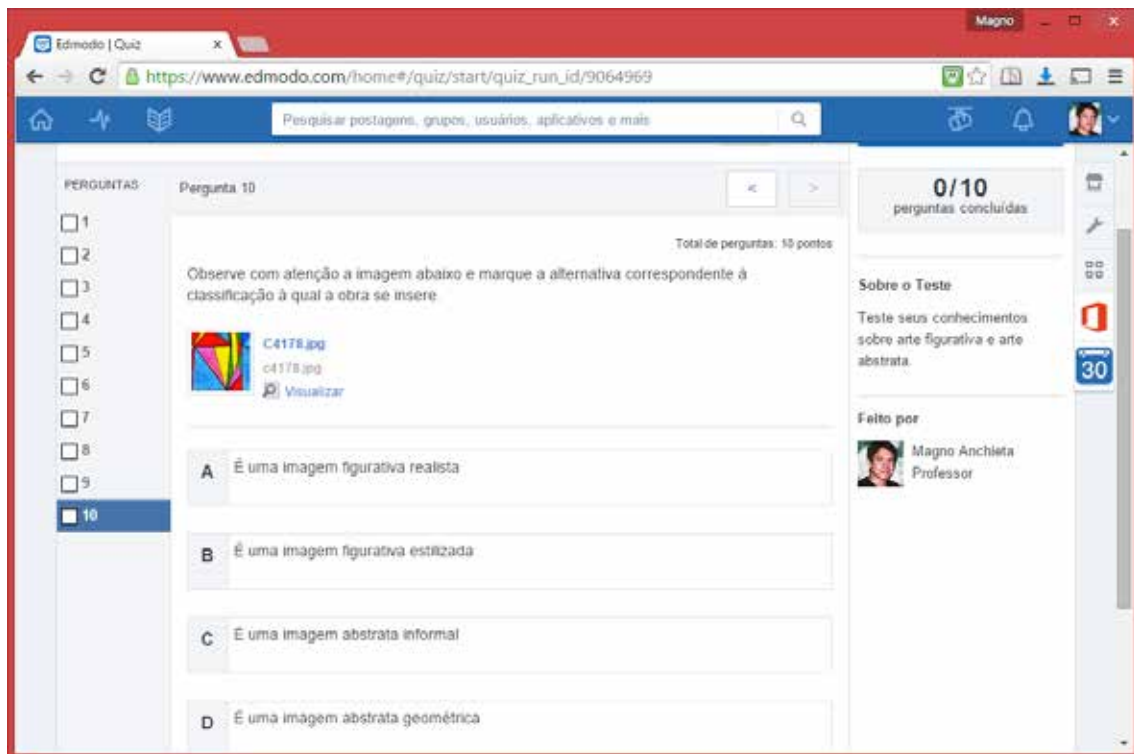 Magno
Edmodo | Quiz
https://www.edmodo.com/home#/quiz/start/quiz_run_id/9064969
Pesquisar postagens, grupos, usuários, aplicativos e mais
PERGUNTAS
1
2
3
4
5
6
7
8
9
10
Pergunta 10
<
>
Total de perguntas: 10 pontos
Observe com atenção a imagem abaixo e marque a alternativa correspondente à
classificação à qual a obra se insere
C4178.jpg
c4178.jpg
Visualizar
A É uma imagem figurativa realista
B É uma imagem figurativa estilizada
C É uma imagem abstrata informal
D É uma imagem abstrata geométrica
0/10
perguntas concluídas
Sobre o Teste
Teste seus conhecimentos
sobre arte figurativa e arte
abstrata.
Feito por
Magno Anchieta
Professor
30